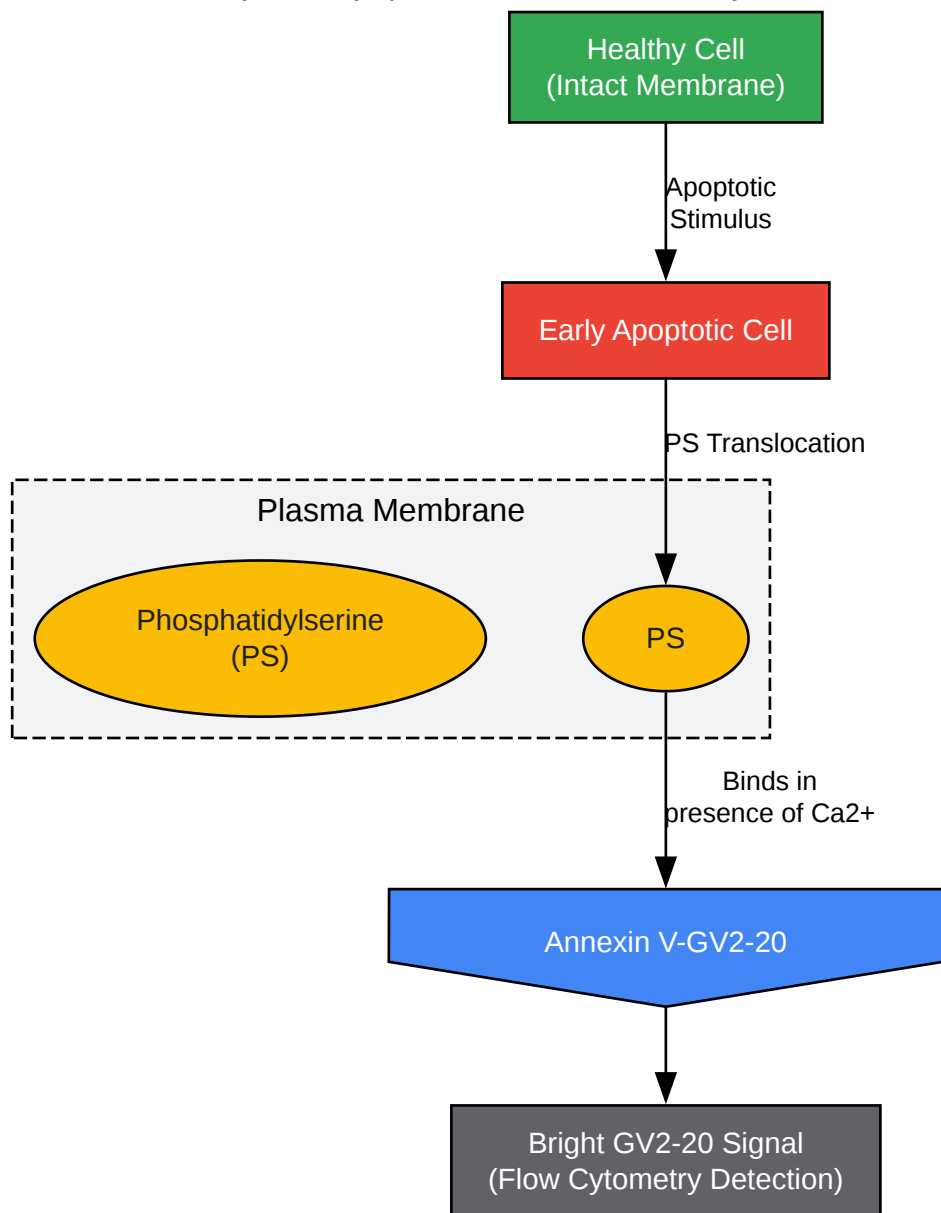 Healthy Cell
(Intact Membrane)
Apoptotic
Stimulus
Early Apoptotic Cell
PS Translocation
Plasma Membrane
Phosphatidylserine
(PS)
PS
Binds in
presence of Ca2+
Annexin V-GV2-20
Bright GV2-20 Signal
(Flow Cytometry Detection)